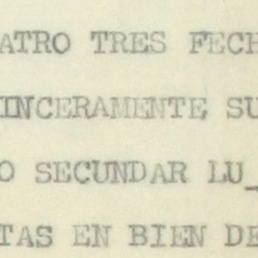 ATRO TRES FECH
INCERAMENTE SU
O SECUNDAR LU_
TAS EN BIEN DE